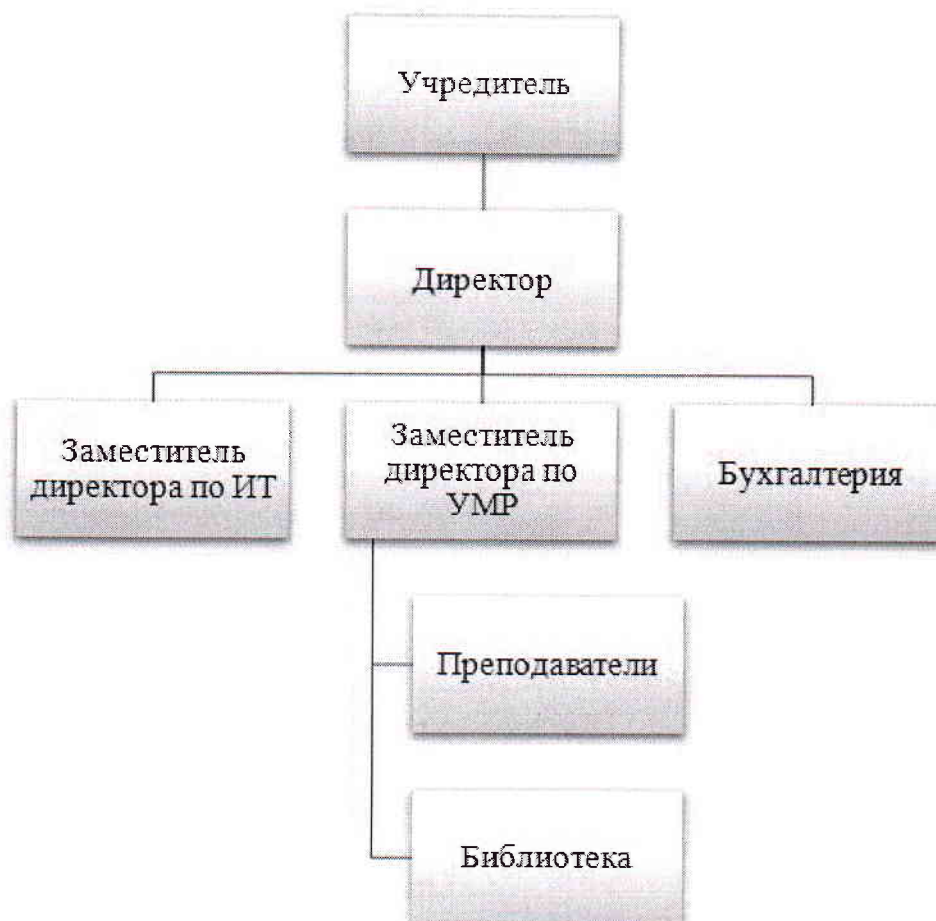 Учредитель
Директор
Заместитель
директора по ИТ
Заместитель
директора по
УМР
Бухгалтерия
Преподаватели
Библиотека